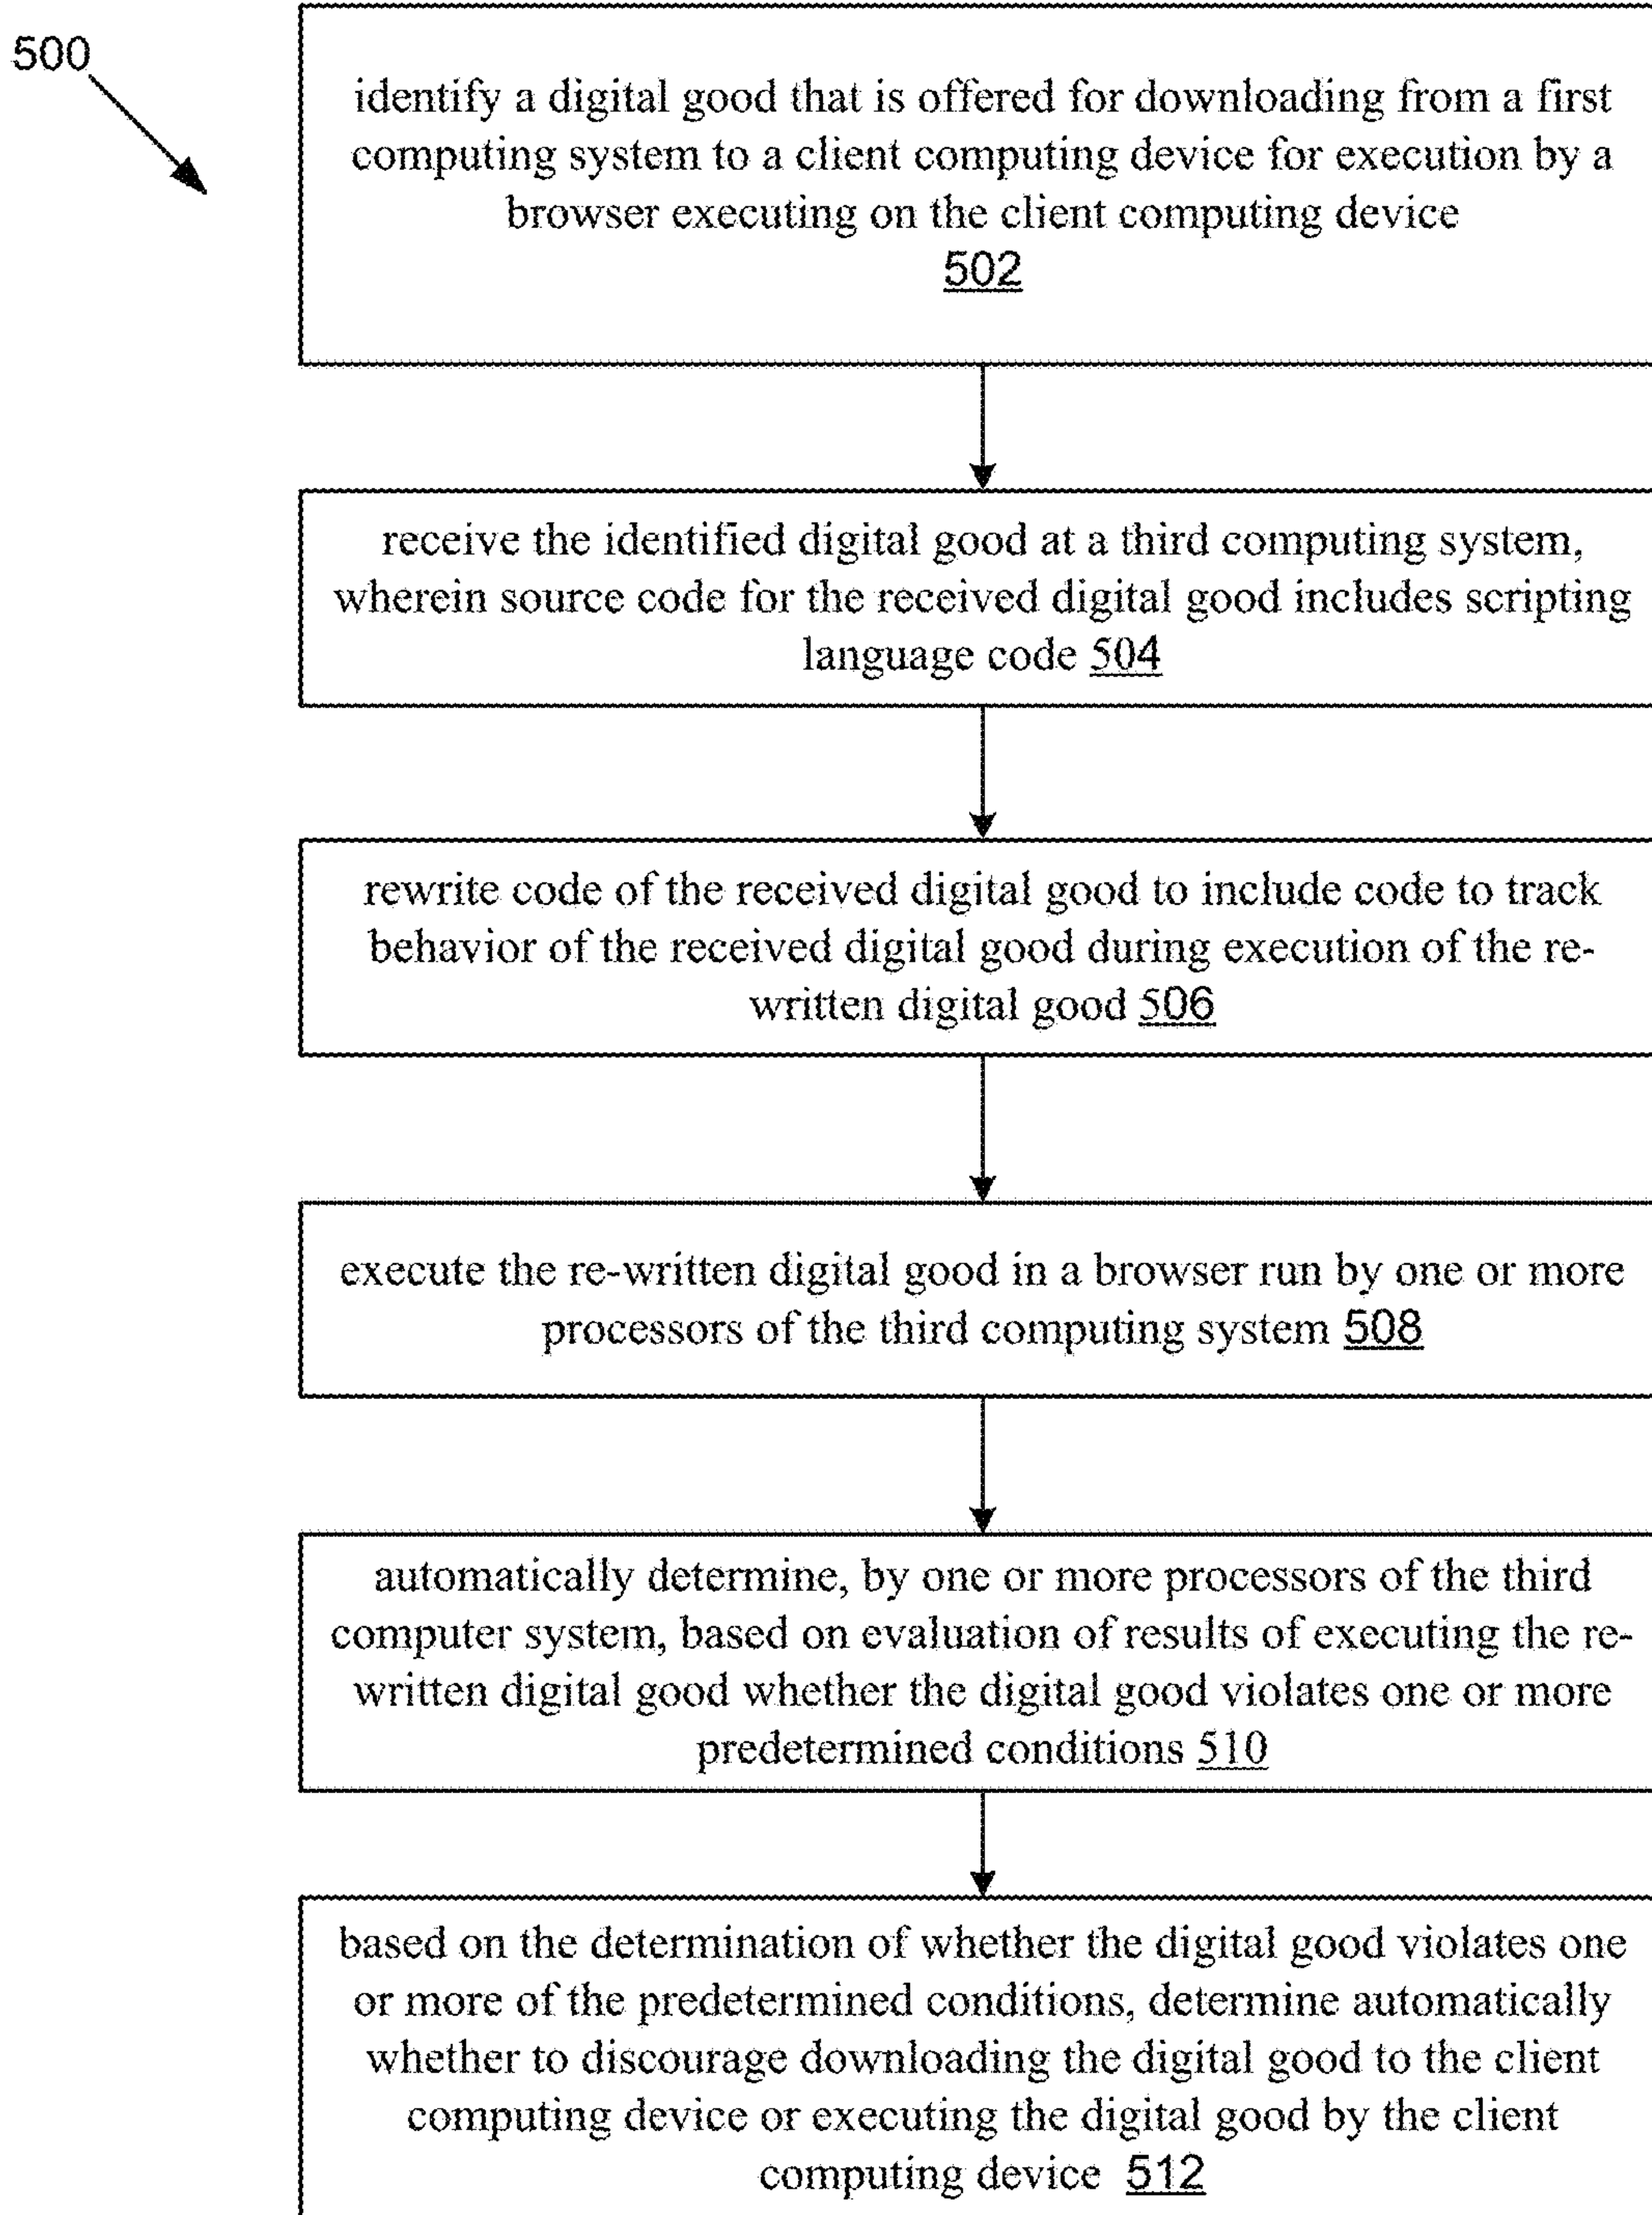 500
identify a digital good that is offered for downloading from a first
computing system to a client computing device for execution by a
browser executing on the client computing device
502
receive the identified digital good at a third computing system,
wherein source code for the received digital good includes scripting
language code 504
rewrite code of the received digital good to include code to track
behavior of the received digital good during execution of the re-
written digital good 506
execute the re-written digital good in a browser run by one or more
processors of the third computing system 508
automatically determine, by one or more processors of the third
computer system, based on evaluation of results of executing the re-
written digital good whether the digital good violates one or more
predetermined conditions 510
based on the determination of whether the digital good violates one
or more of the predetermined conditions, determine automatically
whether to discourage downloading the digital good to the client
computing device or executing the digital good by the client
computing device 512